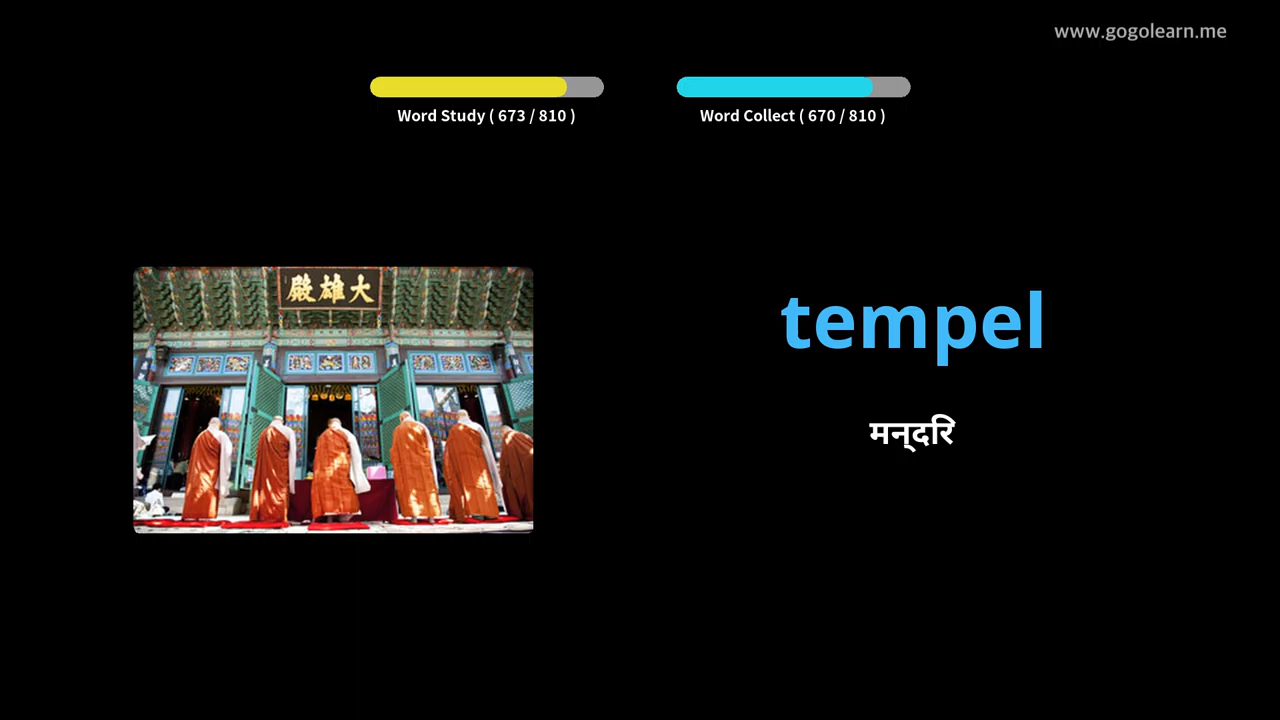 www.gogolearn.me
Word Study ( 673 / 810 )
Word Collect ( 670 / 810 )
殿雄大
tempel
मन्दरि